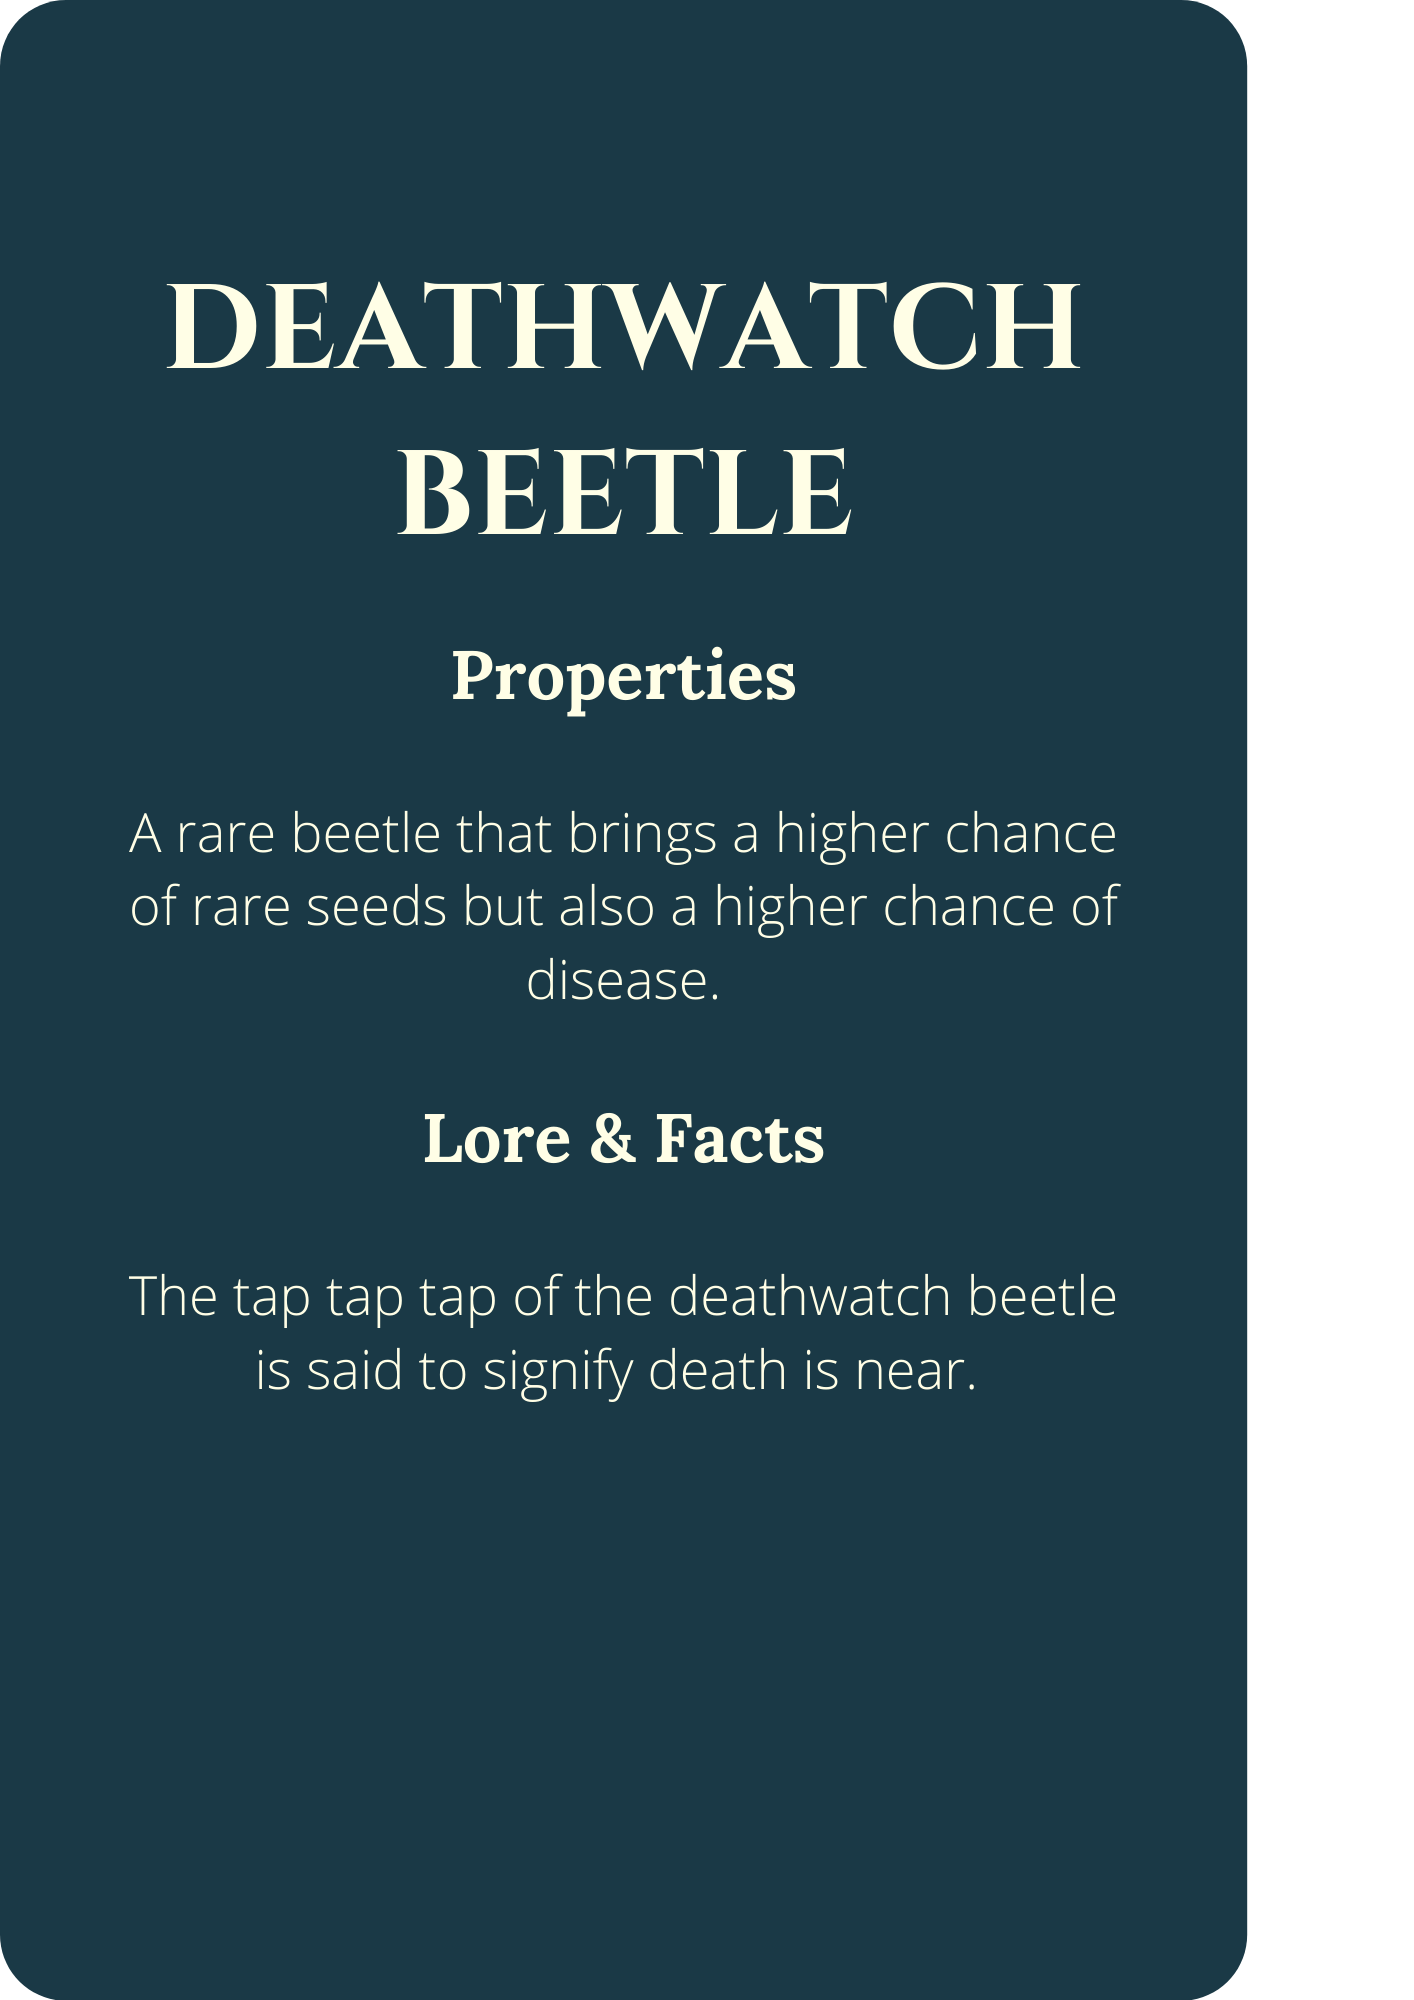 DEATHWATCH
BEETLE
Properties
A rare beetle that brings a higher chance
of rare seeds but also a higher chance of
disease.
Lore & Facts
The tap tap tap of the deathwatch beetle
is said to signify death is near.